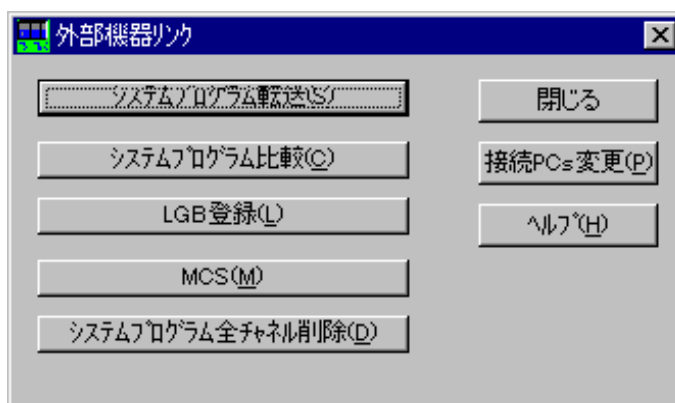 外部機器ﾘﾝｸ
ｼｽﾃﾑﾌﾟﾛｸﾞﾗﾑ転送(S)
閉じる
ｼｽﾃﾑﾌﾟﾛｸﾞﾗﾑ比較(C)
接続PCs変更(P)
LGB登録(L)
ﾍﾙﾌﾟ(H)
MCS(M)
ｼｽﾃﾑﾌﾟﾛｸﾞﾗﾑ全ﾁｬﾈﾙ削除(D)